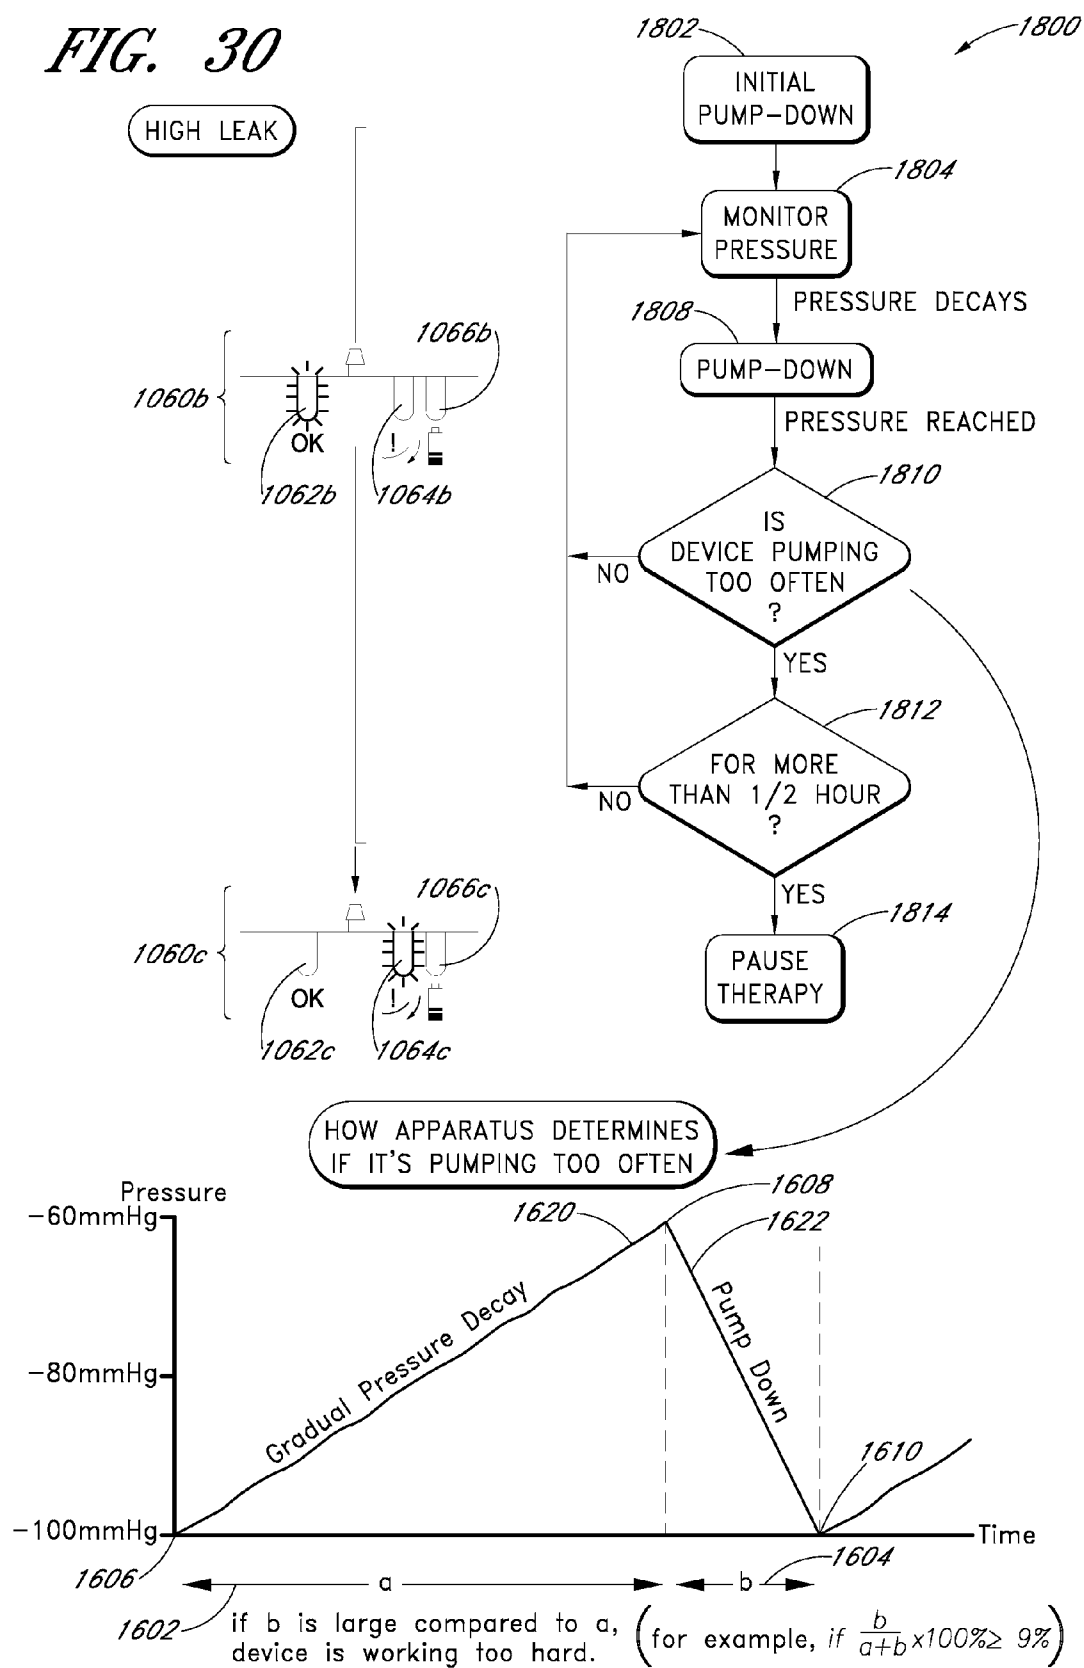 FIG. 30
HIGH LEAK
1800
1802
INITIAL
PUMP-DOWN
1804
MONITOR
PRESSURE
PRESSURE DECAYS
1808
PUMP-DOWN
PRESSURE REACHED
1810
IS
DEVICE PUMPING
TOO OFTEN
?
NO
YES
1812
FOR MORE
THAN 1/2 HOUR
?
NO
YES
1814
PAUSE
THERAPY
1066b
1060b
OK
!
1062b
1064b
1066c
1060c
OK
!
1062c
1064c
HOW APPARATUS DETERMINES
IF IT'S PUMPING TOO OFTEN
Pressure
-60mmHg
-80mmHg
-100mmHg
1620
1608
1622
Gradual Pressure Decay
Pump Down
1610
Time
1606
1604
a
b
1602
if b is large compared to a,
device is working too hard.
(for example, if b/a+b x100%≥ 9%)